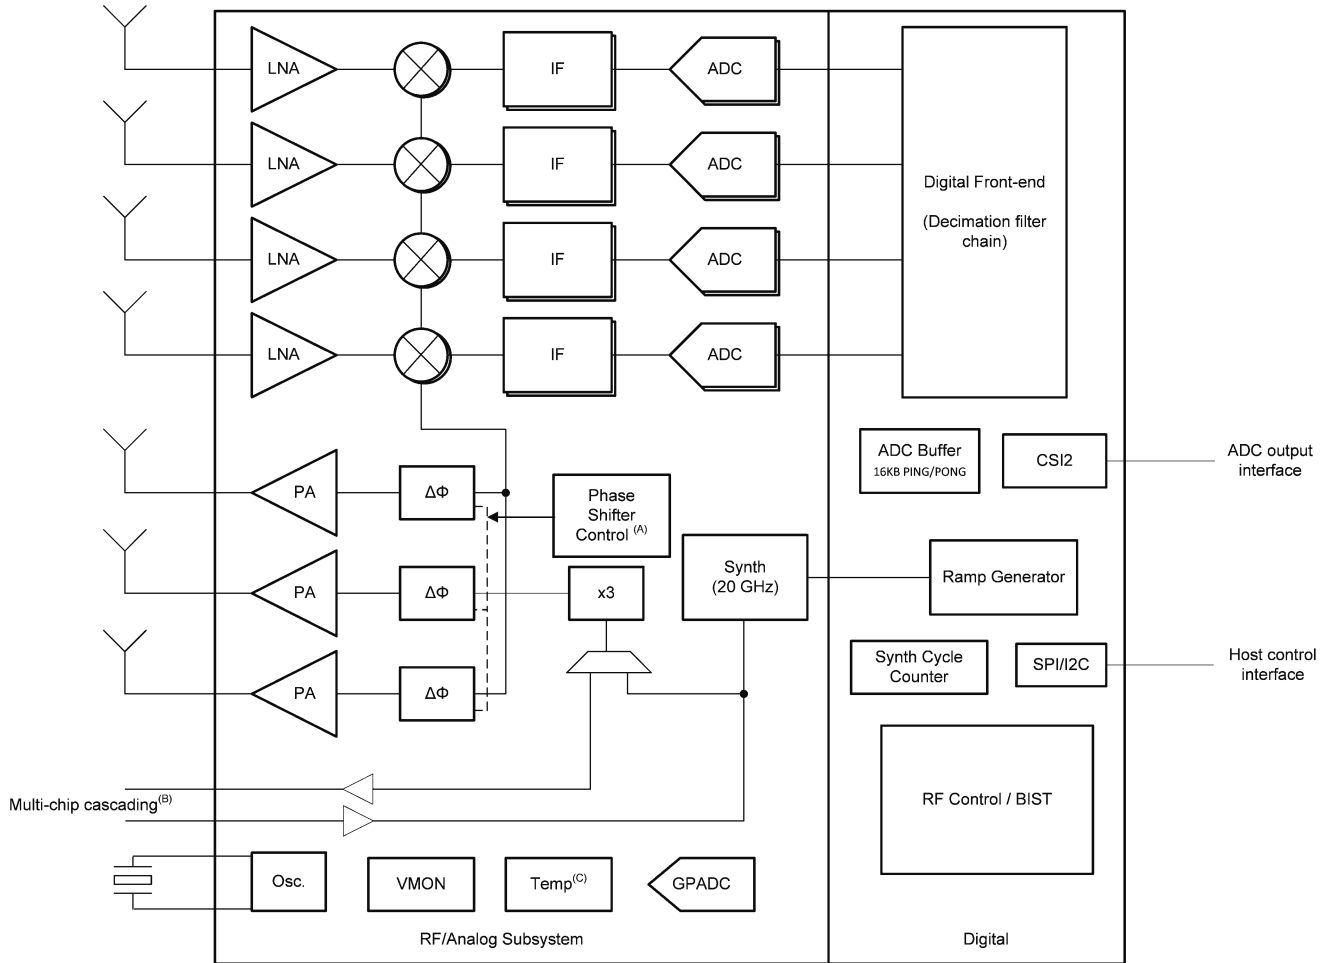 LNA
IF
ADC
LNA
IF
ADC
LNA
IF
ADC
LNA
IF
ADC
Digital Front-end
(Decimation filter
chain)
PA
ΔΦ
PA
ΔΦ
PA
ΔΦ
Phase
Shifter
Control (A)
x3
Synth
(20 GHz)
ADC Buffer
16KB PING/PONG
CSI2
ADC output
interface
Ramp Generator
Synth Cycle
Counter
SPI/I2C
Host control
interface
RF Control / BIST
Multi-chip cascading(B)
Osc.
VMON
Temp(C)
GPADC
RF/Analog Subsystem
Digital